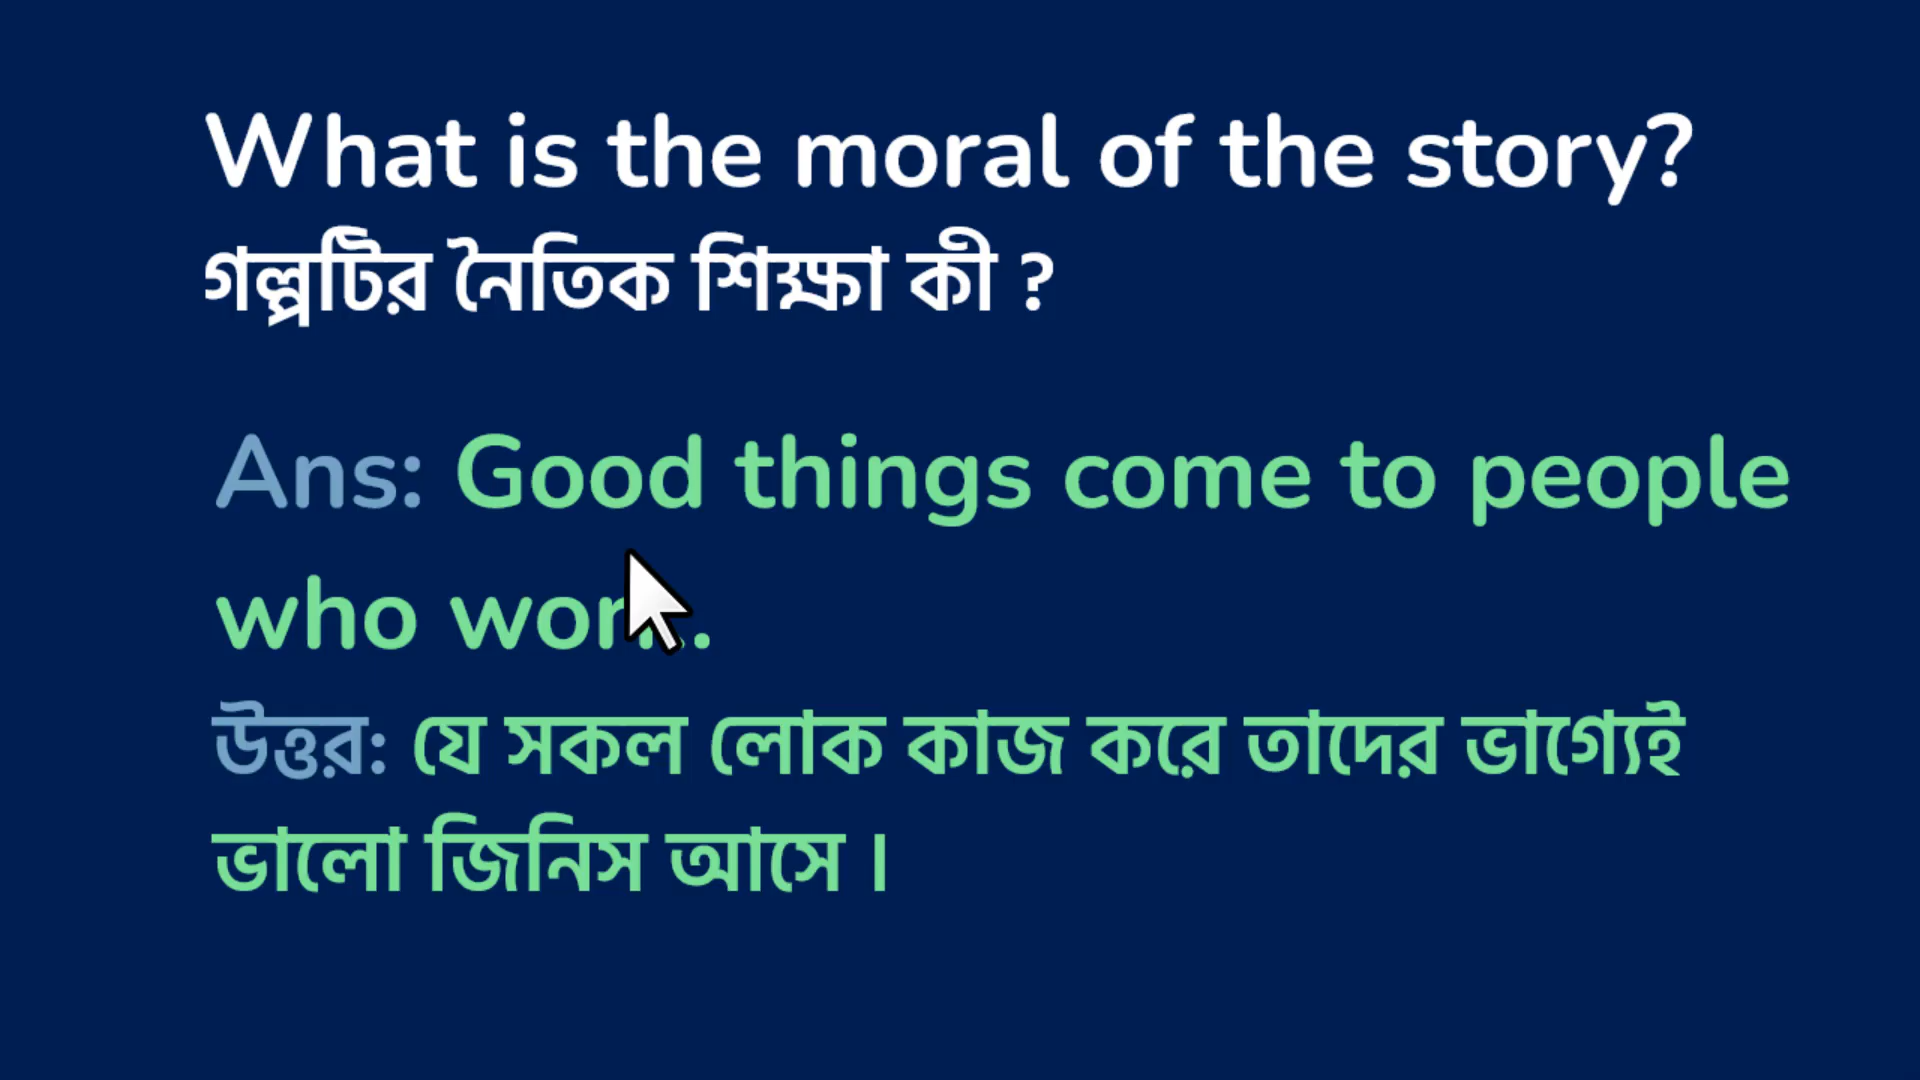 What is the moral of the story?
গল্পটির নৈতিক শিক্ষা কী ?
Ans: Good things come to people
who work.
উত্তর: যে সকল লোক কাজ করে তাদের ভাগ্যেই
ভালো জিনিস আসে ।